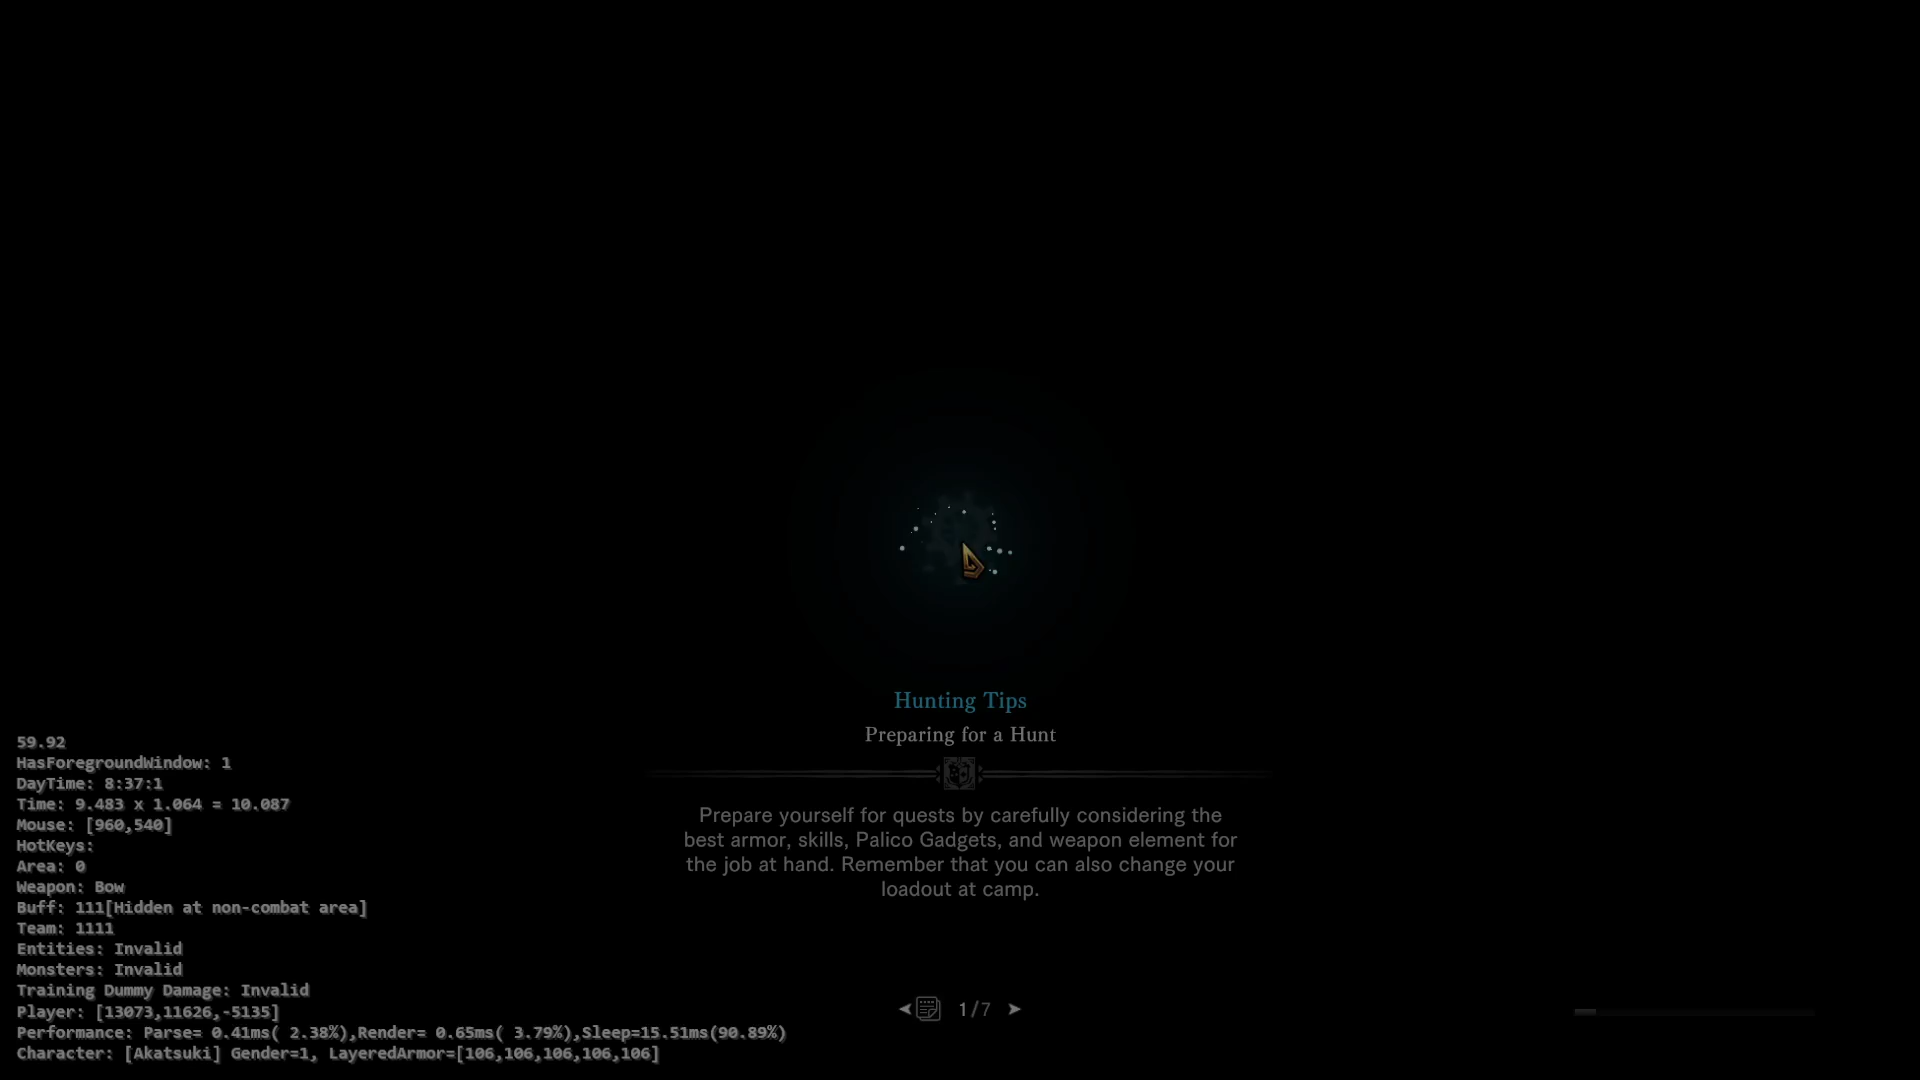 Hunting Tips
Preparing for a Hunt
Prepare yourself for quests by carefully considering the
best armor, skills, Palico Gadgets, and weapon element for
the job at hand. Remember that you can also change your
loadout at camp.
1/7
59.92
HasForegroundWindow: 1
DayTime: 8:37:1
Time: 9.483 x 1.064 = 10.087
Mouse: [960,540]
HotKeys:
Area: 0
Weapon: Bow
Buff: 111[Hidden at non-combat area]
Team: 1111
Entities: Invalid
Monsters: Invalid
Training Dummy Damage: Invalid
Player: [13073,11626,-5135]
Performance: Parse= 0.41ms( 2.38%),Render= 0.65ms( 3.79%),Sleep=15.51ms(90.89%)
Character: [Akatsuki] Gender=1, LayeredArmor=[106,106,106,106,106]